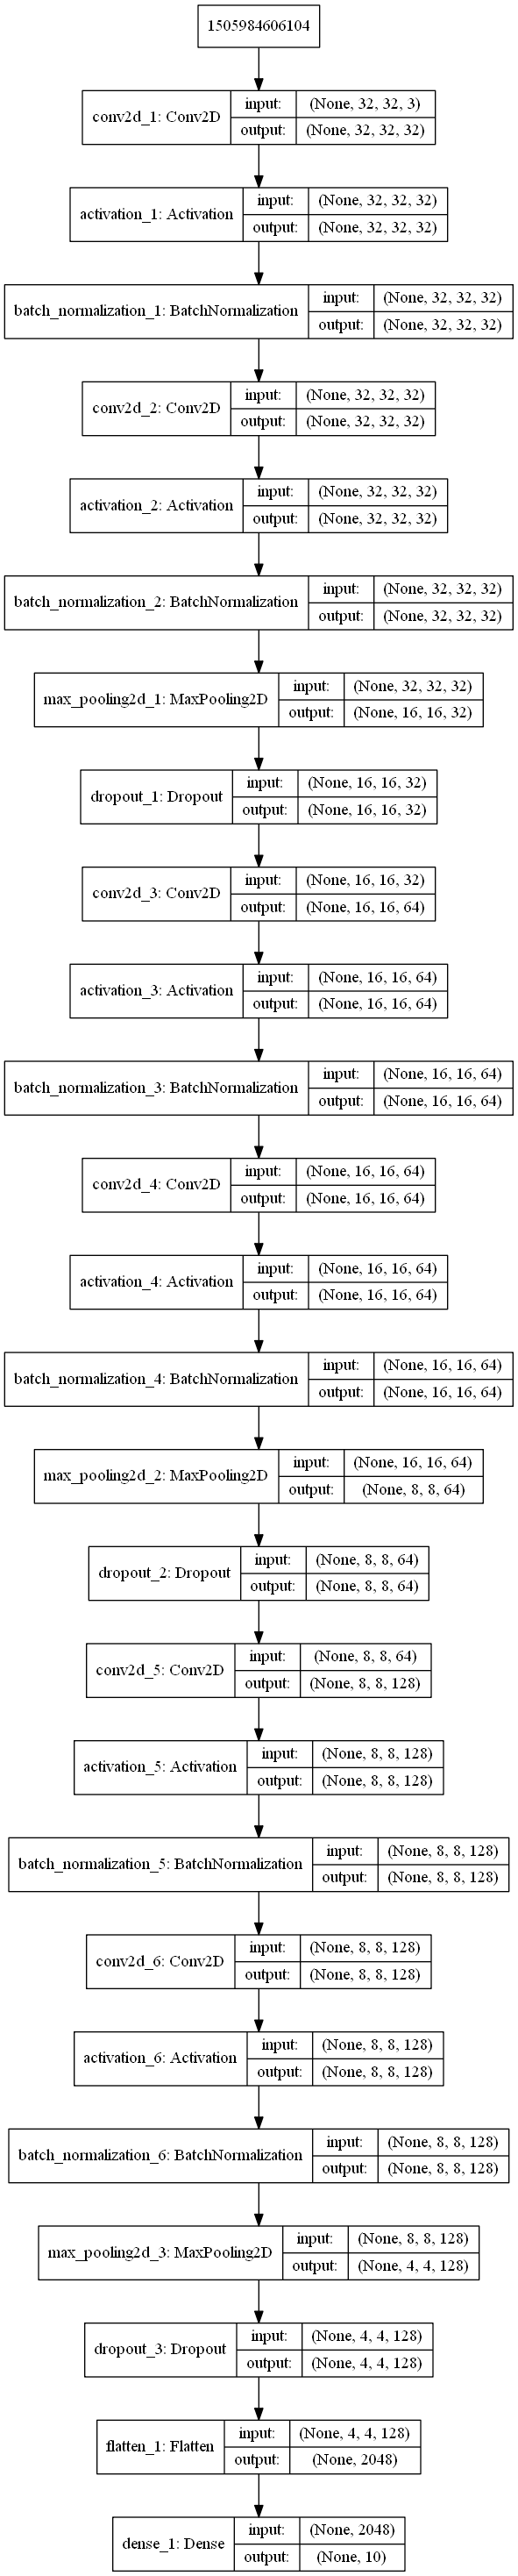 1505984606104
conv2d_1: Conv2D
input: (None, 32, 32, 3)
output: (None, 32, 32, 32)
activation_1: Activation
input: (None, 32, 32, 32)
output: (None, 32, 32, 32)
batch_normalization_1: BatchNormalization
input: (None, 32, 32, 32)
output: (None, 32, 32, 32)
conv2d_2: Conv2D
input: (None, 32, 32, 32)
output: (None, 32, 32, 32)
activation_2: Activation
input: (None, 32, 32, 32)
output: (None, 32, 32, 32)
batch_normalization_2: BatchNormalization
input: (None, 32, 32, 32)
output: (None, 32, 32, 32)
max_pooling2d_1: MaxPooling2D
input: (None, 32, 32, 32)
output: (None, 16, 16, 32)
dropout_1: Dropout
input: (None, 16, 16, 32)
output: (None, 16, 16, 32)
conv2d_3: Conv2D
input: (None, 16, 16, 32)
output: (None, 16, 16, 64)
activation_3: Activation
input: (None, 16, 16, 64)
output: (None, 16, 16, 64)
batch_normalization_3: BatchNormalization
input: (None, 16, 16, 64)
output: (None, 16, 16, 64)
conv2d_4: Conv2D
input: (None, 16, 16, 64)
output: (None, 16, 16, 64)
activation_4: Activation
input: (None, 16, 16, 64)
output: (None, 16, 16, 64)
batch_normalization_4: BatchNormalization
input: (None, 16, 16, 64)
output: (None, 16, 16, 64)
max_pooling2d_2: MaxPooling2D
input: (None, 16, 16, 64)
output: (None, 8, 8, 64)
dropout_2: Dropout
input: (None, 8, 8, 64)
output: (None, 8, 8, 64)
conv2d_5: Conv2D
input: (None, 8, 8, 64)
output: (None, 8, 8, 128)
activation_5: Activation
input: (None, 8, 8, 128)
output: (None, 8, 8, 128)
batch_normalization_5: BatchNormalization
input: (None, 8, 8, 128)
output: (None, 8, 8, 128)
conv2d_6: Conv2D
input: (None, 8, 8, 128)
output: (None, 8, 8, 128)
activation_6: Activation
input: (None, 8, 8, 128)
output: (None, 8, 8, 128)
batch_normalization_6: BatchNormalization
input: (None, 8, 8, 128)
output: (None, 8, 8, 128)
max_pooling2d_3: MaxPooling2D
input: (None, 8, 8, 128)
output: (None, 4, 4, 128)
dropout_3: Dropout
input: (None, 4, 4, 128)
output: (None, 4, 4, 128)
flatten_1: Flatten
input: (None, 4, 4, 128)
output: (None, 2048)
dense_1: Dense
input: (None, 2048)
output: (None, 10)